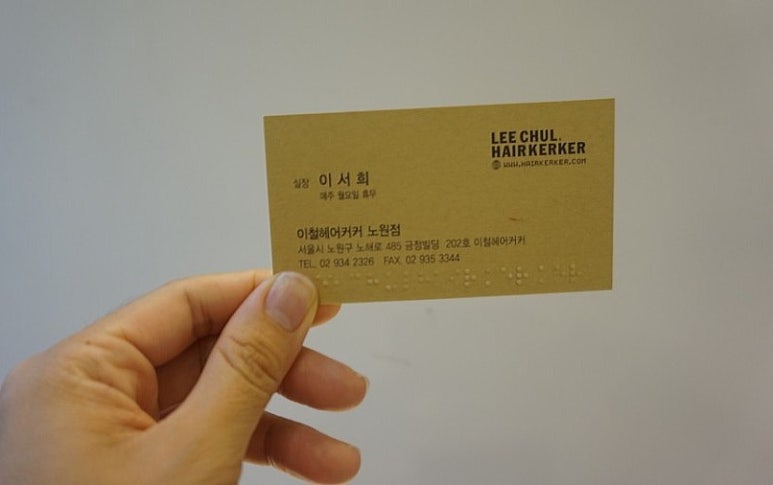 LEE CHUL.
HAIRKERKER
WWW.HAIRKERKER.COM
실장 이서희
매주 월요일 휴무
이철헤어커커 노원점
서울시 노원구 노해로 485 금정빌딩 202호 이철헤어커커
TEL. 02 934 2326 FAX. 02 935 3344